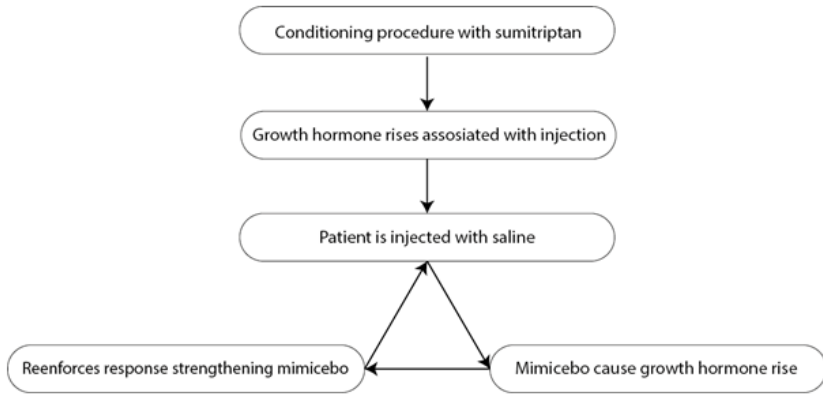 Conditioning procedure with sumitriptan
Growth hormone rises assosiated with injection
Patient is injected with saline
Reenforces response strengthening mimicebo
Mimicebo cause growth hormone rise